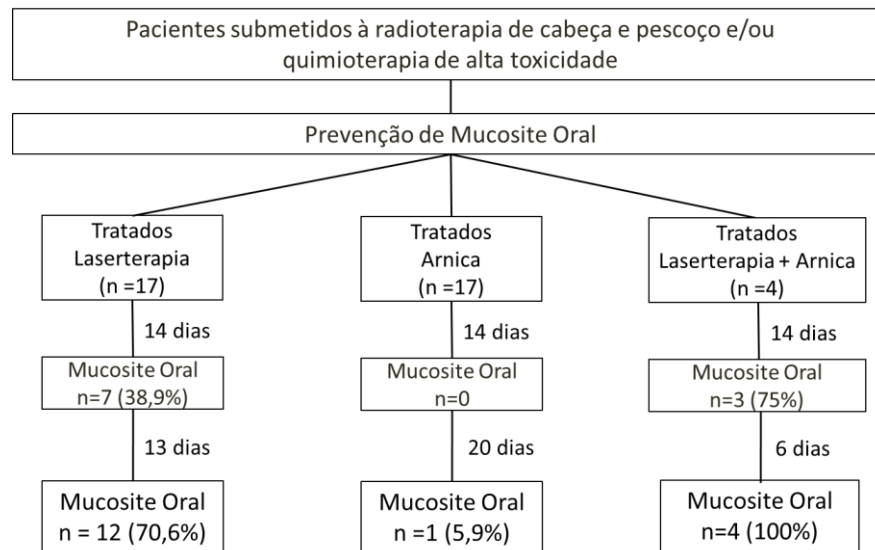 Pacientes submetidos à radioterapia de cabeça e pescoço e/ou
quimioterapia de alta toxicidade
Prevenção de Mucosite Oral
Tratados
Laserterapia
(n =17)
Tratados
Arnica
(n =17)
Tratados
Laserterapia + Arnica
(n =4)
14 dias
14 dias
14 dias
Mucosite Oral
n=7 (38,9%)
Mucosite Oral
n=0
Mucosite Oral
n=3 (75%)
13 dias
20 dias
6 dias
Mucosite Oral
n = 12 (70,6%)
Mucosite Oral
n =1 (5,9%)
Mucosite Oral
n=4 (100%)